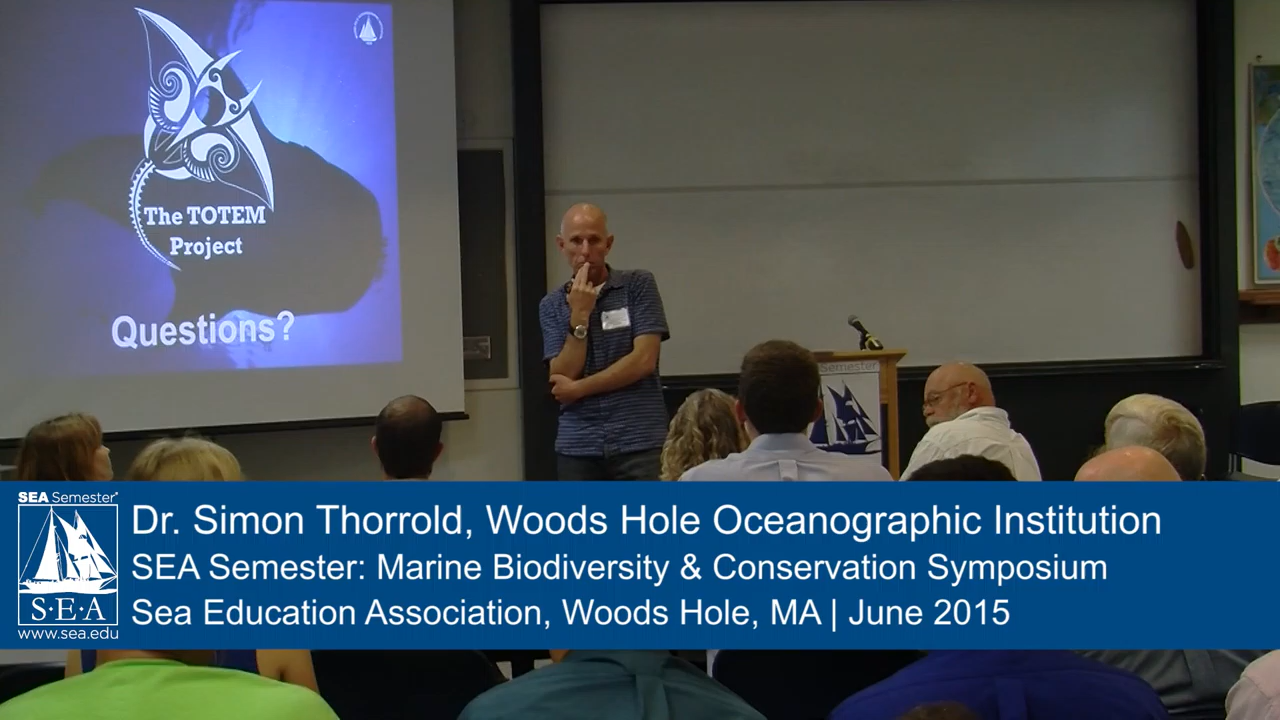 The TOTEM
Project
Questions?
Semester
SEA Semester®
S·E·A
www.sea.edu
Dr. Simon Thorrold, Woods Hole Oceanographic Institution
SEA Semester: Marine Biodiversity & Conservation Symposium
Sea Education Association, Woods Hole, MA | June 2015